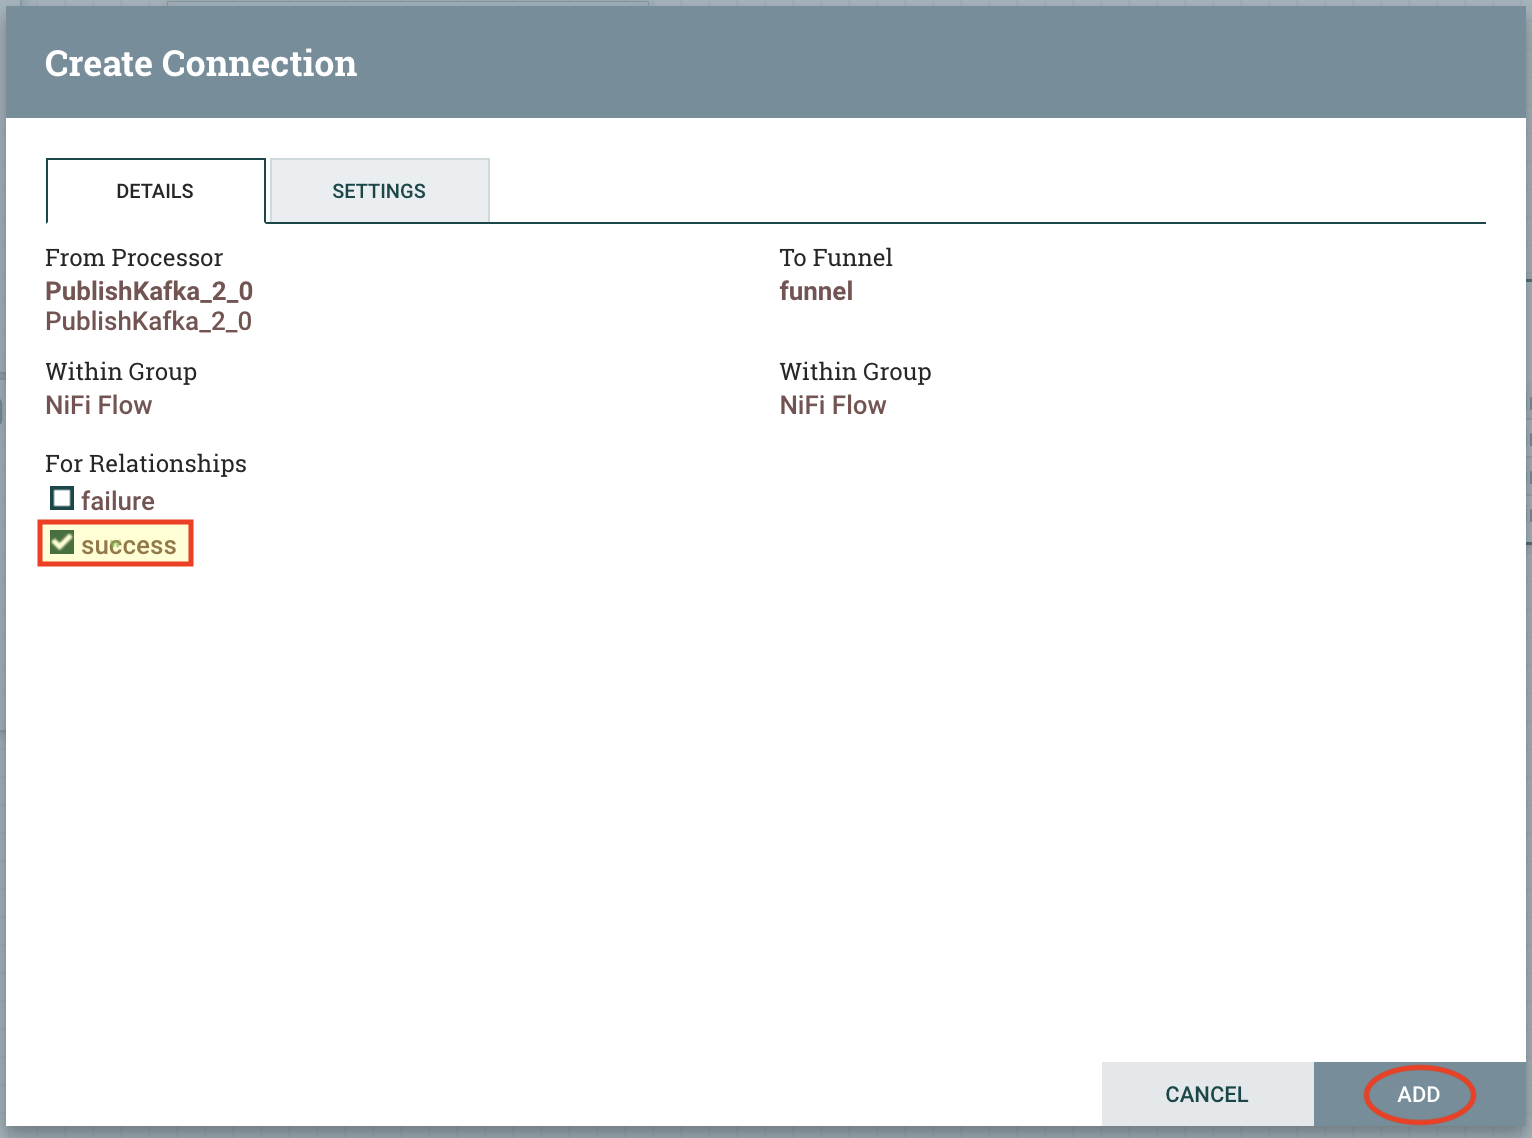 Create Connection
DETAILS
SETTINGS
From Processor
PublishKafka_2_0
PublishKafka_2_0
To Funnel
funnel
Within Group
NiFi Flow
Within Group
NiFi Flow
For Relationships
failure
success
CANCEL
ADD